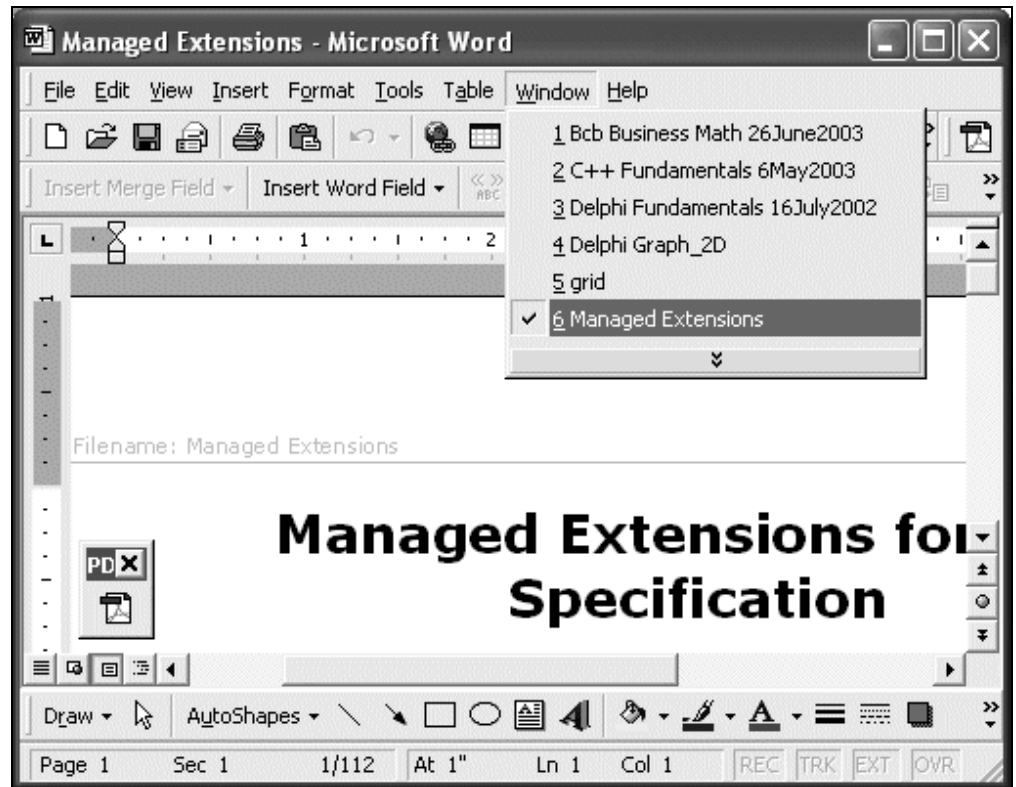 Managed Extensions - Microsoft Word
File Edit View Insert Format Tools Table Window Help
1 Bcb Business Math 26June2003
2 C++ Fundamentals 6May2003
3 Delphi Fundamentals 16July2002
4 Delphi Graph_2D
5 grid
6 Managed Extensions
Insert Merge Field Insert Word Field ABC
L 1 2
1
Filename: Managed Extensions
Managed Extensions for
Specification
PD
Draw AutoShapes A A
Page 1 Sec 1 1/112 At 1" Ln 1 Col 1 REC TRK EXT OVR